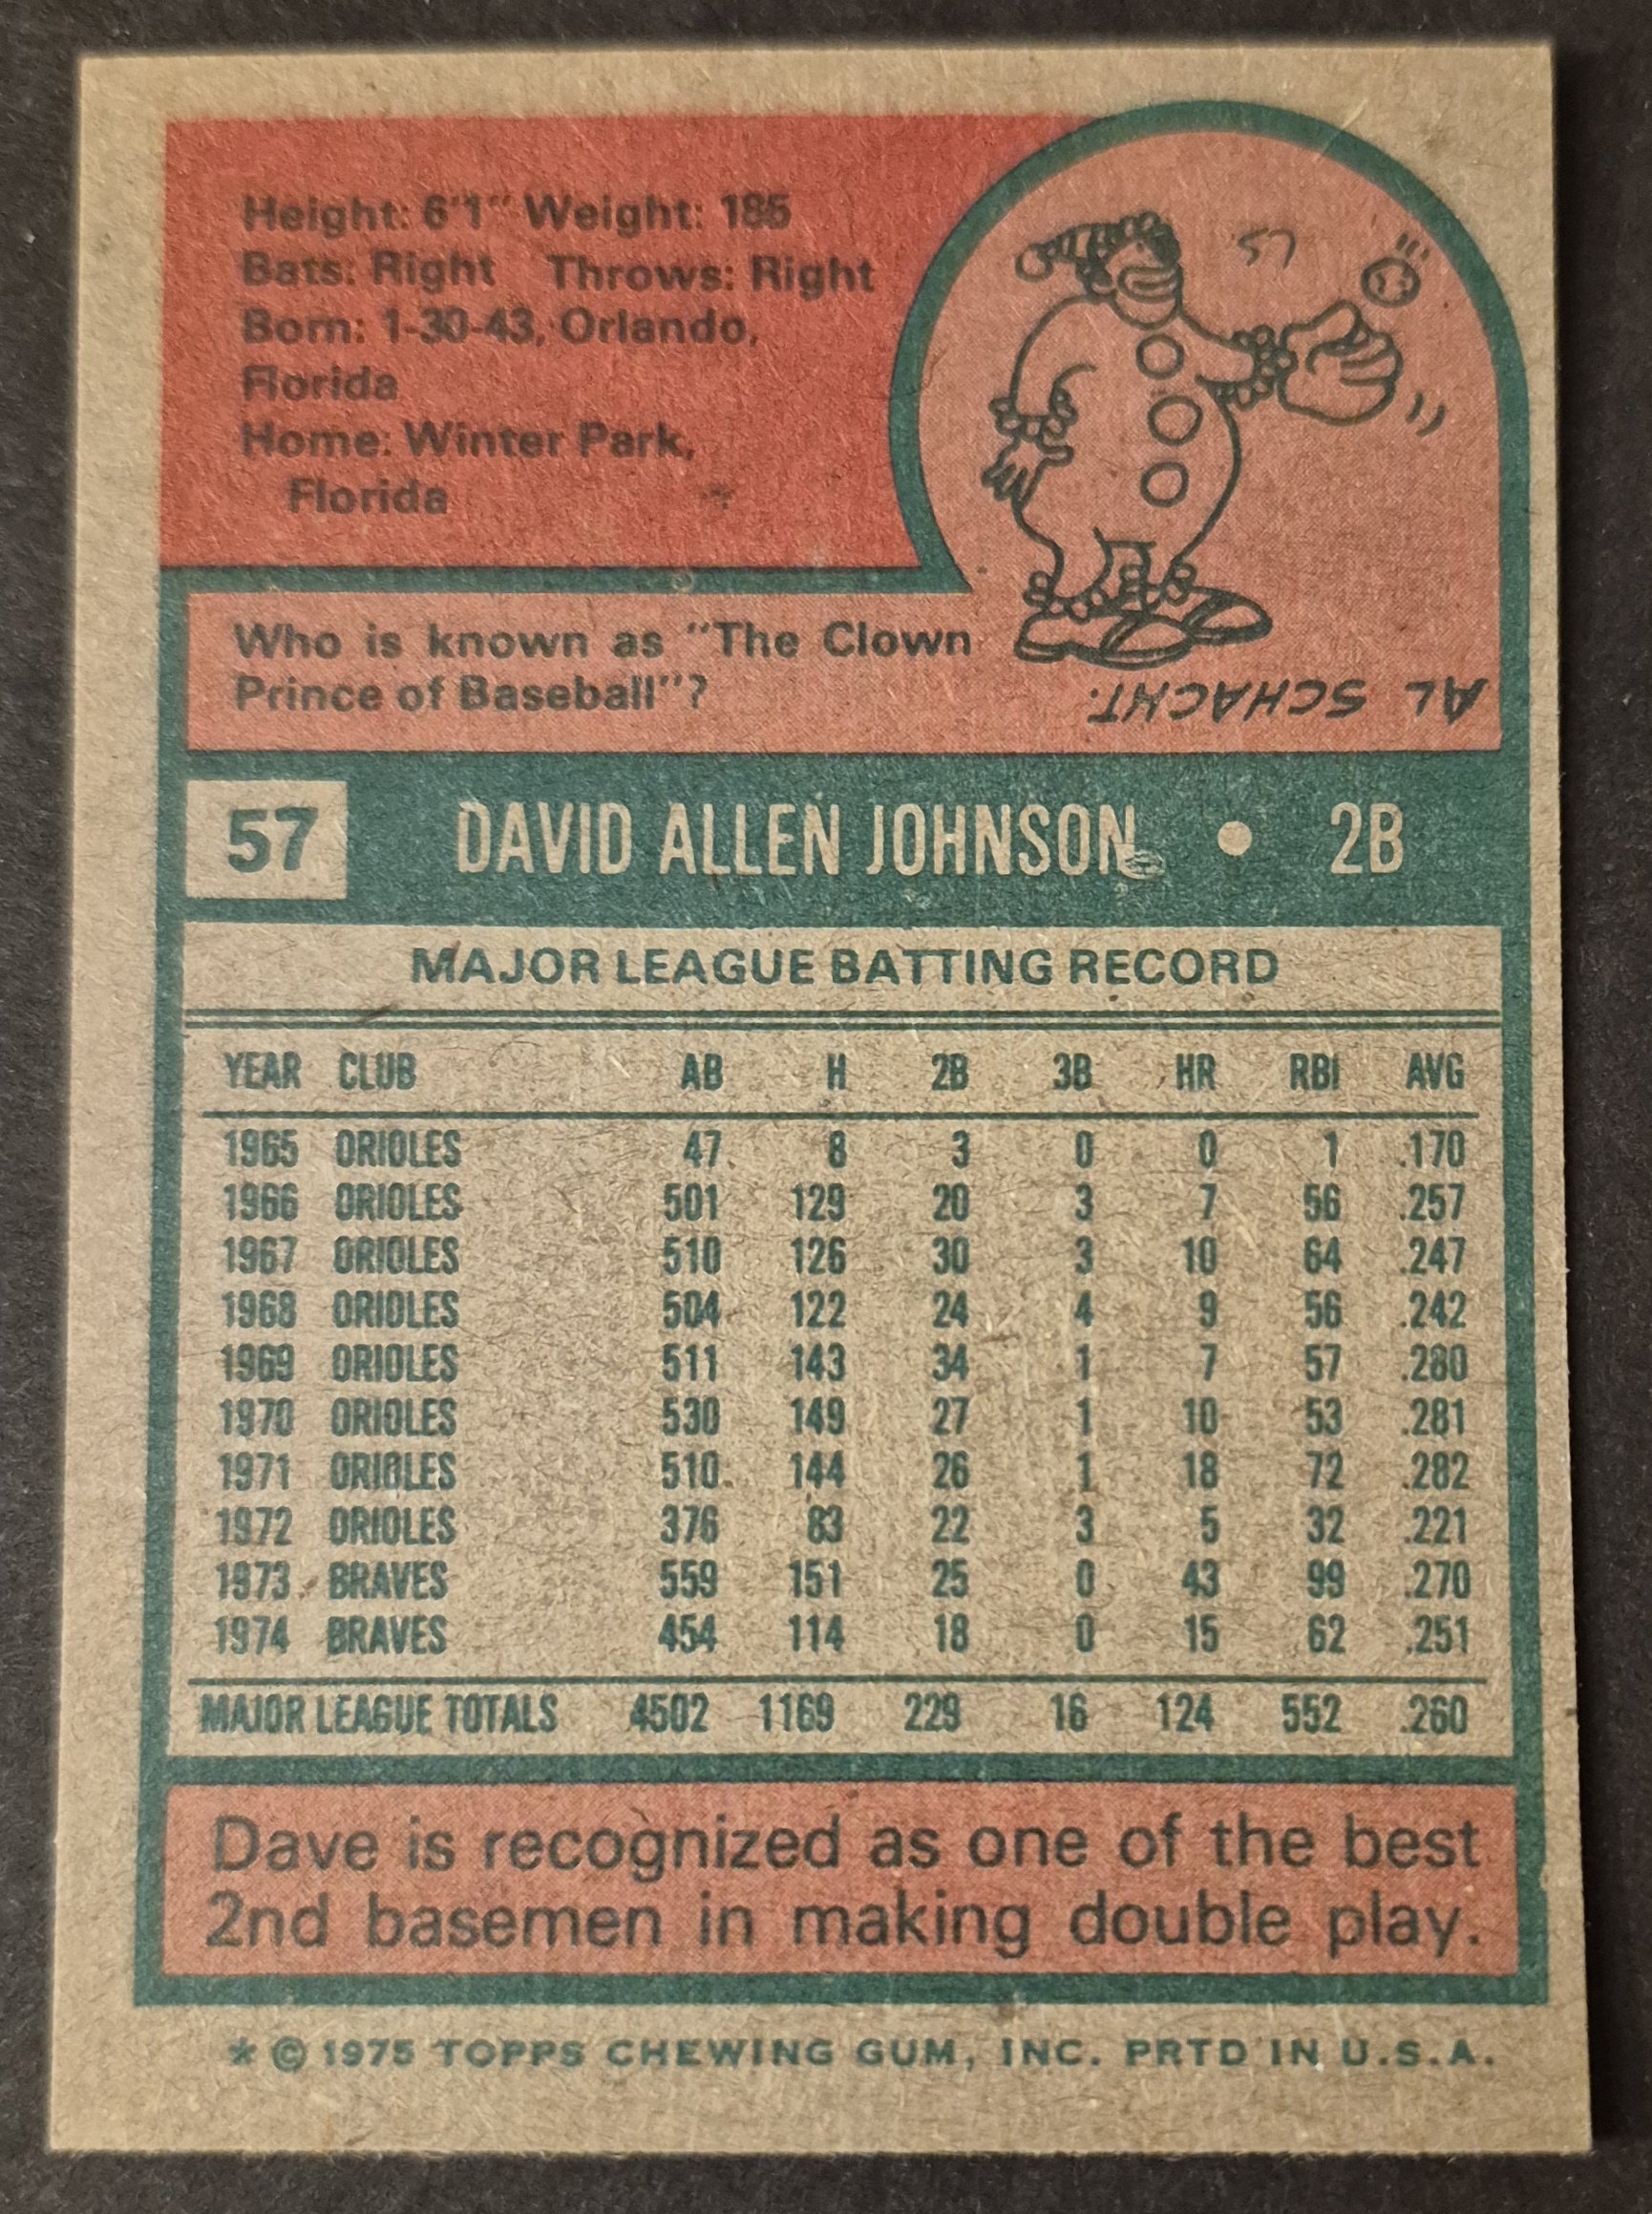 Height: 6'1" Weight: 185
Bats: Right Throws: Right
Born: 1-30-43, Orlando,
Florida
Home: Winter Park,
Florida
57
Who is known as "The Clown
Prince of Baseball"?
AL SCHACHT.
57 DAVID ALLEN JOHNSON • 2B
MAJOR LEAGUE BATTING RECORD
YEAR CLUB AB H 2B 3B HR RBI AVG
1965 ORIOLES 47 8 3 0 0 1 .170
1966 ORIOLES 501 129 20 3 7 56 .257
1967 ORIOLES 510 126 30 3 10 64 .247
1968 ORIOLES 504 122 24 4 9 56 .242
1969 ORIOLES 511 143 34 1 7 57 .280
1970 ORIOLES 530 149 27 1 10 53 .281
1971 ORIOLES 510 144 26 1 18 72 .282
1972 ORIOLES 376 83 22 3 5 32 .221
1973 BRAVES 559 151 25 0 43 99 .270
1974 BRAVES 454 114 18 0 15 62 .251
MAJOR LEAGUE TOTALS 4502 1169 229 16 124 552 .260
Dave is recognized as one of the best
2nd basemen in making double play.
* © 1975 TOPPS CHEWING GUM, INC. PRTD IN U.S.A.